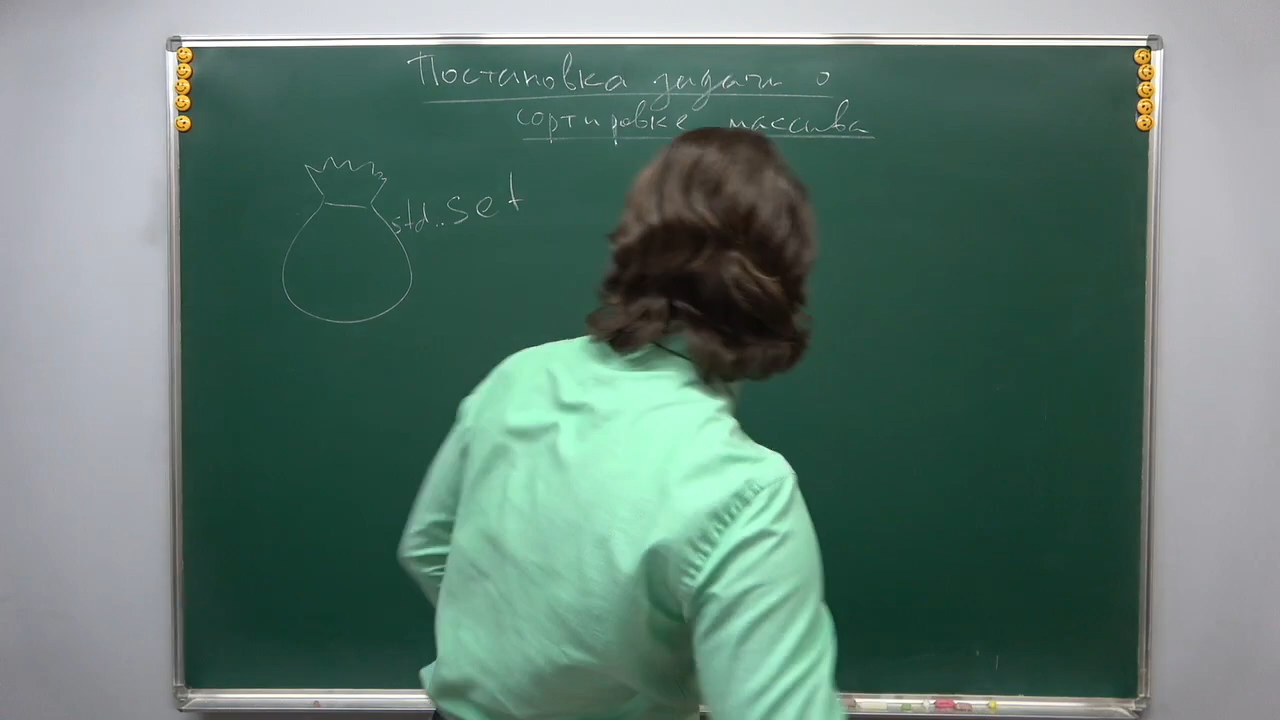 Постановка задачи о
сортировке массива
std::set